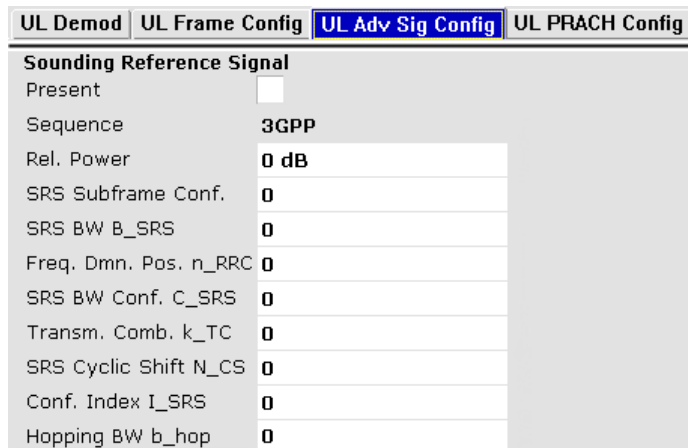 UL Demod UL Frame Config UL Adv Sig Config UL PRACH Config
Sounding Reference Signal
Present
Sequence 3GPP
Rel. Power 0 dB
SRS Subframe Conf. 0
SRS BW B_SRS 0
Freq. Dmn. Pos. n_RRC 0
SRS BW Conf. C_SRS 0
Transm. Comb. k_TC 0
SRS Cyclic Shift N_CS 0
Conf. Index I_SRS 0
Hopping BW b_hop 0